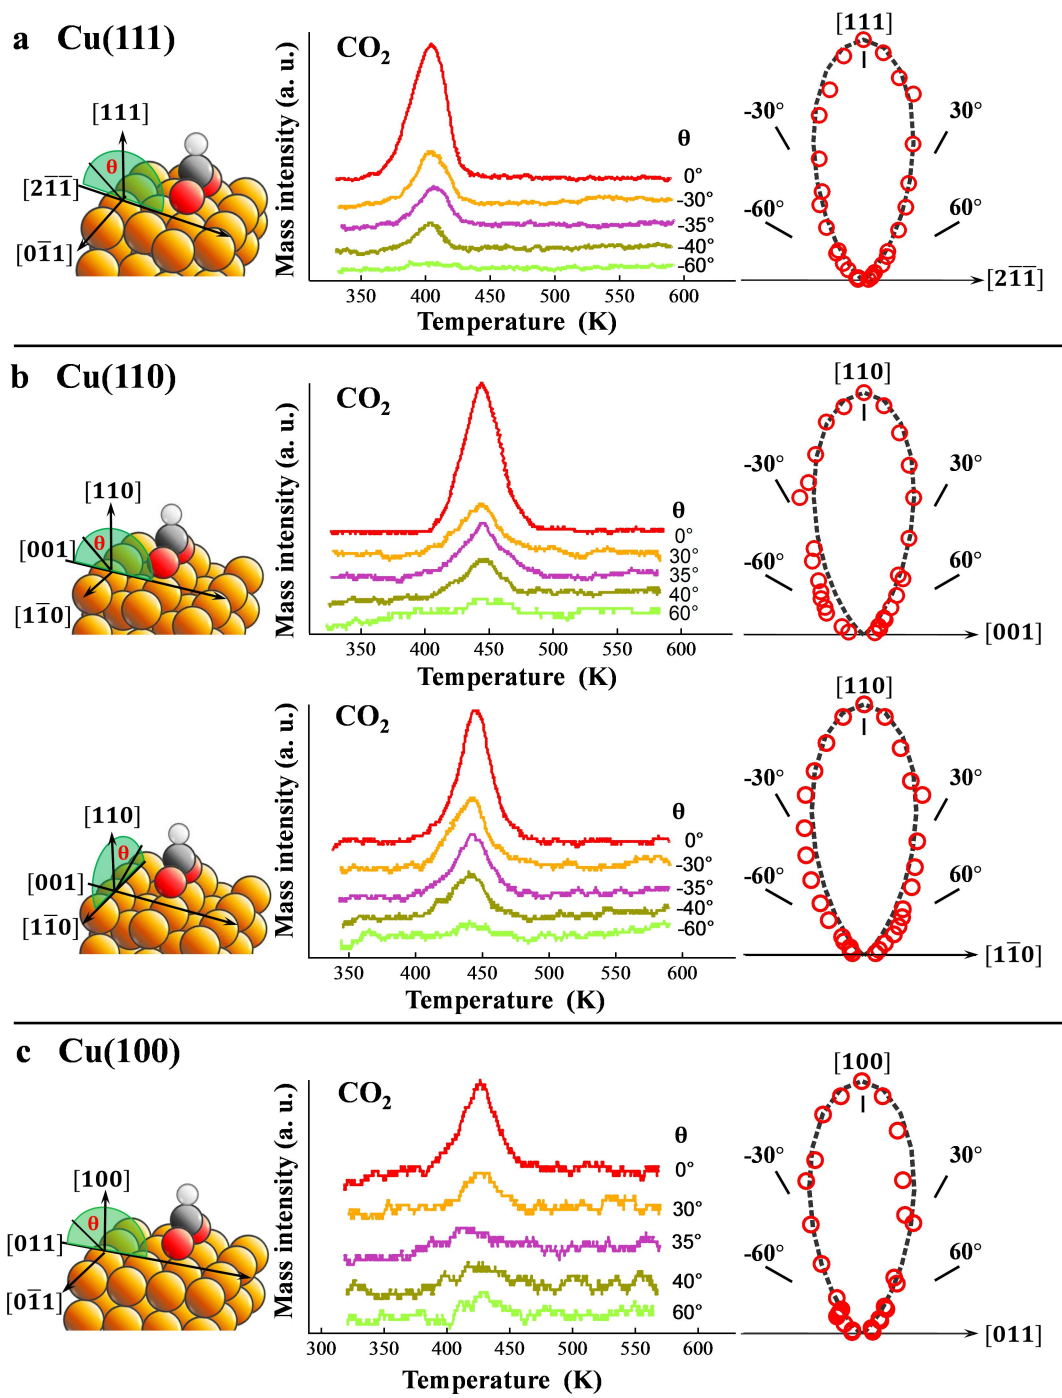 a Cu(111)
[111]
θ
[21̅1̅]
[01̅1]
Mass intensity (a. u.)
CO2
θ
0°
-30°
-35°
-40°
-60°
350 400 450 500 550 600
Temperature (K)
[111]
-30° 30°
-60° 60°
[21̅1̅]
b Cu(110)
[110]
θ
[001]
[11̅0]
Mass intensity (a. u.)
CO2
θ
0°
30°
35°
40°
60°
350 400 450 500 550 600
Temperature (K)
[110]
-30° 30°
-60° 60°
[001]
[110]
θ
[001]
[11̅0]
Mass intensity (a. u.)
CO2
θ
0°
-30°
-35°
-40°
-60°
350 400 450 500 550 600
Temperature (K)
[110]
-30° 30°
-60° 60°
[11̅0]
c Cu(100)
[100]
θ
[011]
[01̅1]
Mass intensity (a. u.)
CO2
θ
0°
30°
35°
40°
60°
300 350 400 450 500 550 600
Temperature (K)
[100]
-30° 30°
-60° 60°
[011]